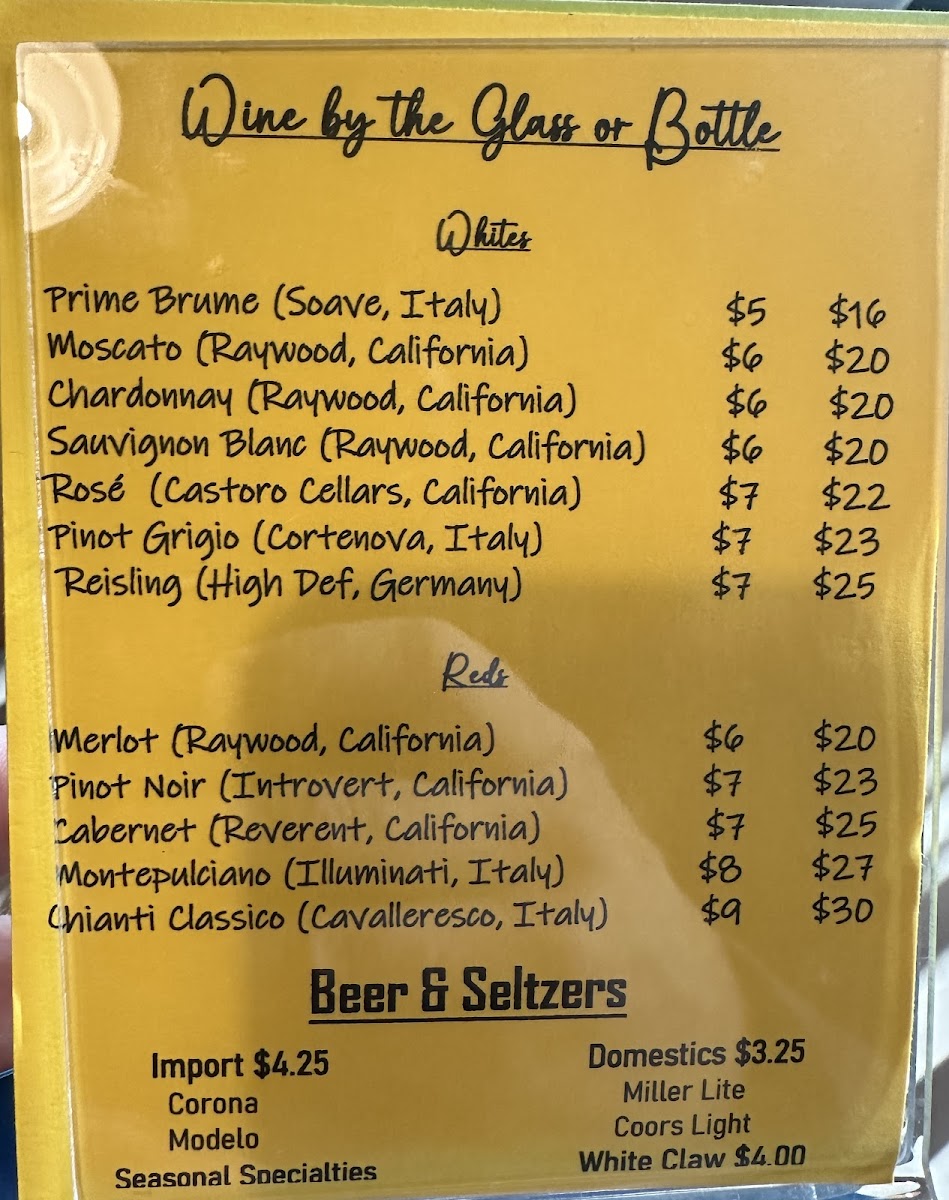 Wine by the Glass or Bottle
Whites
Prime Brume (Soave, Italy) $5 $16
Moscato (Raywood, California) $6 $20
Chardonnay (Raywood, California) $6 $20
Sauvignon Blanc (Raywood, California) $6 $20
Rosé (Castoro Cellars, California) $7 $22
Pinot Grigio (Cortenova, Italy) $7 $23
Reisling (High Def, Germany) $7 $25
Reds
Merlot (Raywood, California) $6 $20
Pinot Noir (Introvert, California) $7 $23
Cabernet (Reverent, California) $7 $25
Montepulciano (Illuminati, Italy) $8 $27
Chianti Classico (Cavalleresco, Italy) $9 $30
Beer & Seltzers
Import $4.25
Corona
Modelo
Seasonal Specialties
Domestics $3.25
Miller Lite
Coors Light
White Claw $4.00